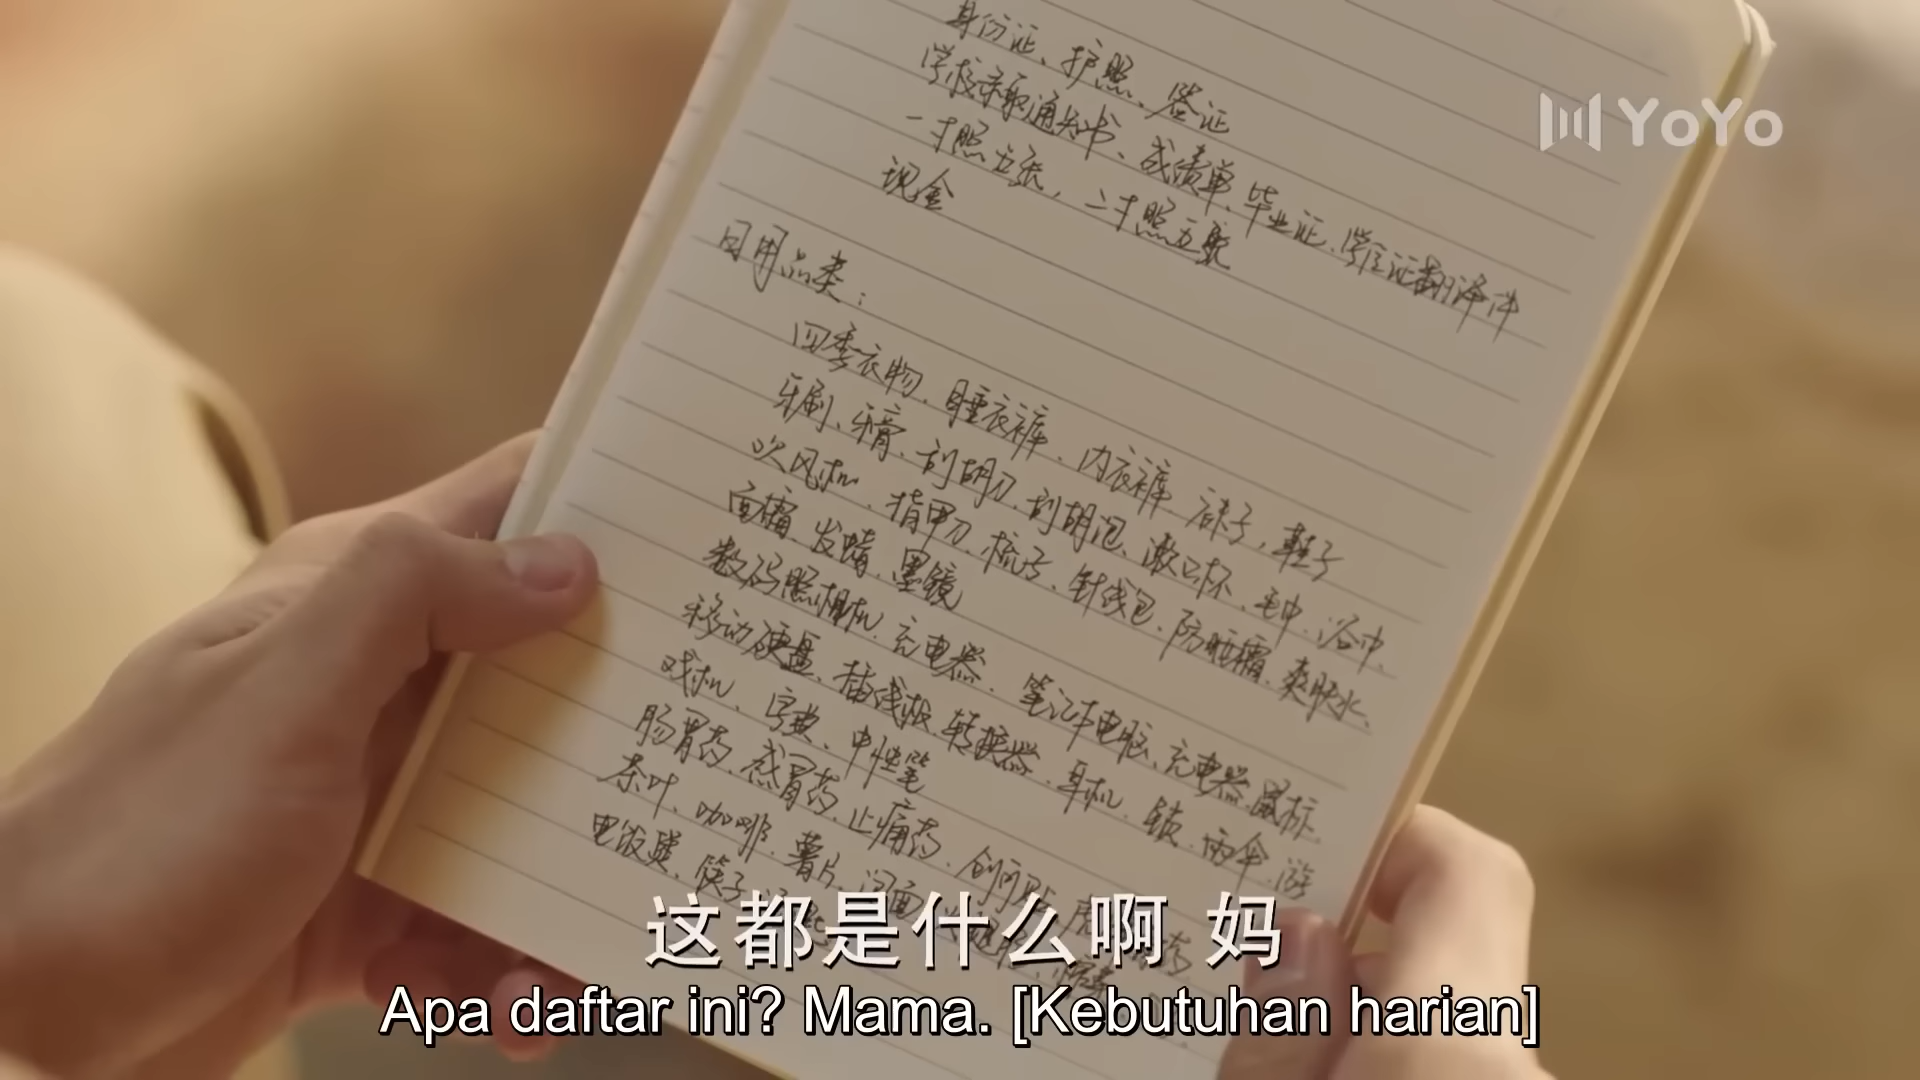 身份证、护照、签证
学校录取通知书、成绩单、毕业证、学位证翻译件
一寸照五张，二寸照五张
现金
日用品类：
四季衣物、睡衣裤、内衣裤、袜子，鞋子
牙刷、牙膏、刮胡刀、刮胡泡、漱口杯、毛巾、浴巾、
吹风机、指甲刀、梳子、针线包、防晒霜、爽肤水、
面霜、发蜡、墨镜
数码照相机、充电器、笔记本电脑、充电器、鼠标、
移动硬盘、插线板、转换器、耳机、锁、雨伞、游
戏机、字典、中性笔
肠胃药、感冒药、止痛药、创可贴、
茶叶、咖啡、薯片、
电饭煲、筷子、
YoYo
这都是什么啊 妈
Apa daftar ini? Mama. [Kebutuhan harian]